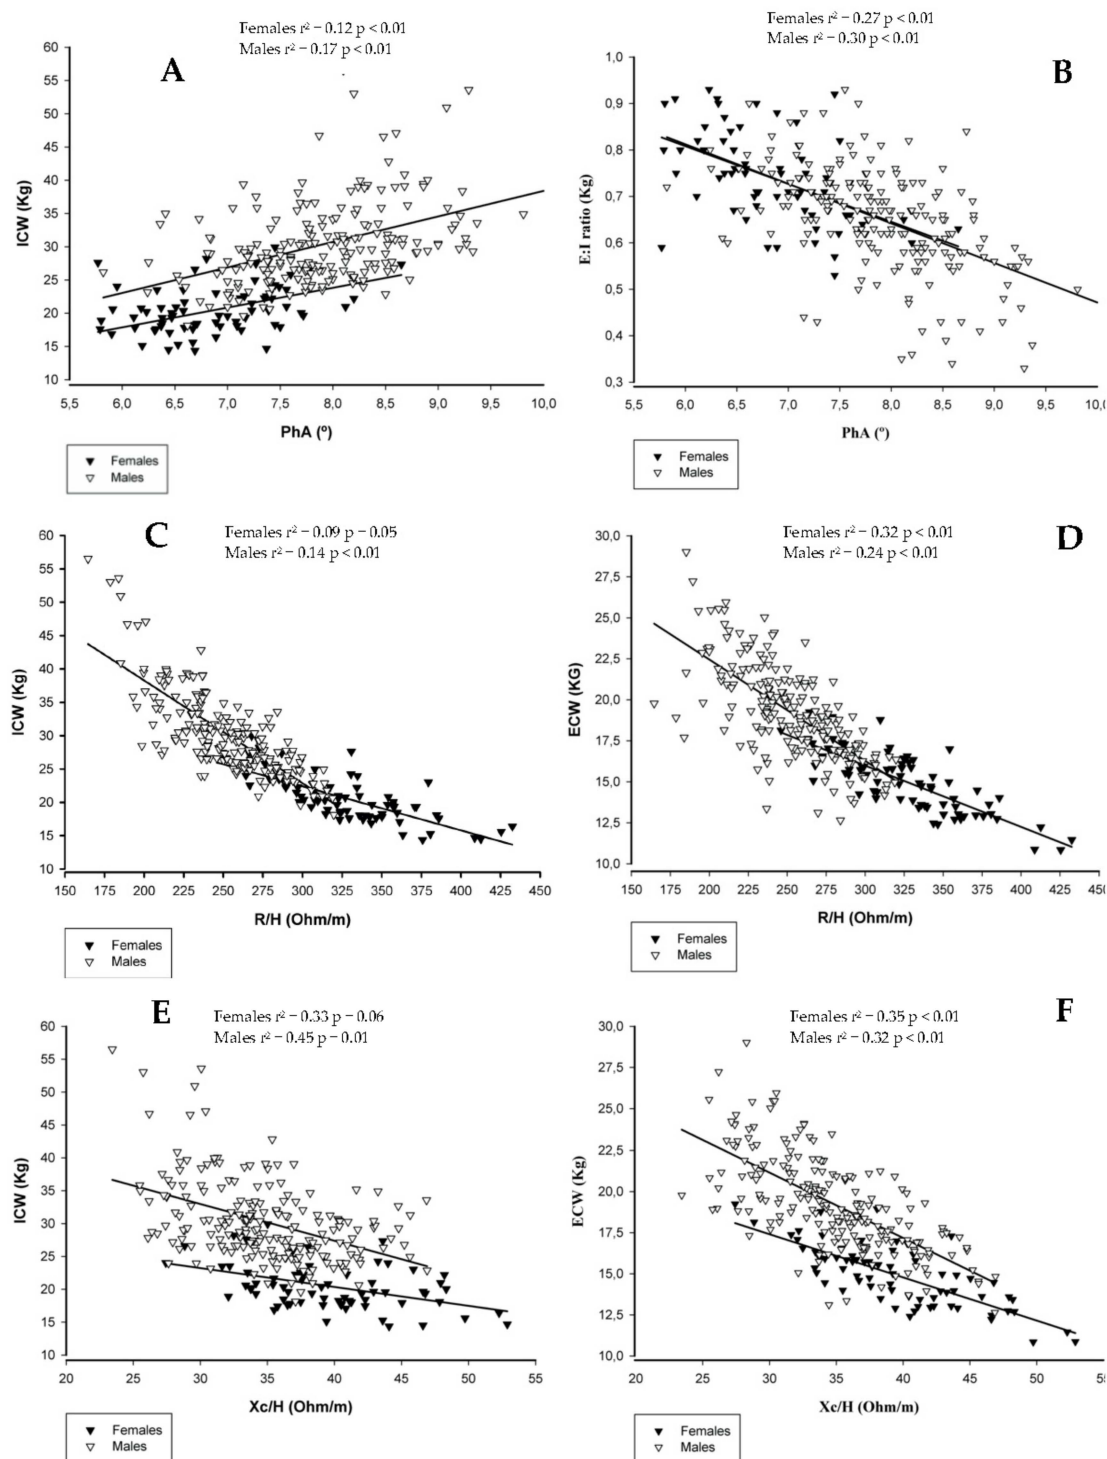 Females r² = 0.12 p < 0.01
Males r² = 0.17 p < 0.01
A
60
55
50
45
40
35
30
25
20
15
10
ICW (Kg)
5,5 6,0 6,5 7,0 7,5 8,0 8,5 9,0 9,5 10,0
PhA (º)
Females
Males
Females r² = 0.27 p < 0.01
Males r² = 0.30 p < 0.01
B
1,0
0,9
0,8
0,7
0,6
0,5
0,4
0,3
E:I ratio (Kg)
5,5 6,0 6,5 7,0 7,5 8,0 8,5 9,0 9,5 10,0
PhA (º)
Females
Males
Females r² = 0.09 p = 0.05
Males r² = 0.14 p < 0.01
C
60
55
50
45
40
35
30
25
20
15
10
ICW (Kg)
150 175 200 225 250 275 300 325 350 375 400 425 450
R/H (Ohm/m)
Females
Males
Females r² = 0.32 p < 0.01
Males r² = 0.24 p < 0.01
D
30,0
27,5
25,0
22,5
20,0
17,5
15,0
12,5
10,0
ECW (KG)
150 175 200 225 250 275 300 325 350 375 400 425 450
R/H (Ohm/m)
Females
Males
Females r² = 0.33 p = 0.06
Males r² = 0.45 p = 0.01
E
60
55
50
45
40
35
30
25
20
15
10
ICW (Kg)
20 25 30 35 40 45 50 55
Xc/H (Ohm/m)
Females
Males
Females r² = 0.35 p < 0.01
Males r² = 0.32 p < 0.01
F
30,0
27,5
25,0
22,5
20,0
17,5
15,0
12,5
10,0
ECW (Kg)
20 25 30 35 40 45 50 55
Xc/H (Ohm/m)
Females
Males